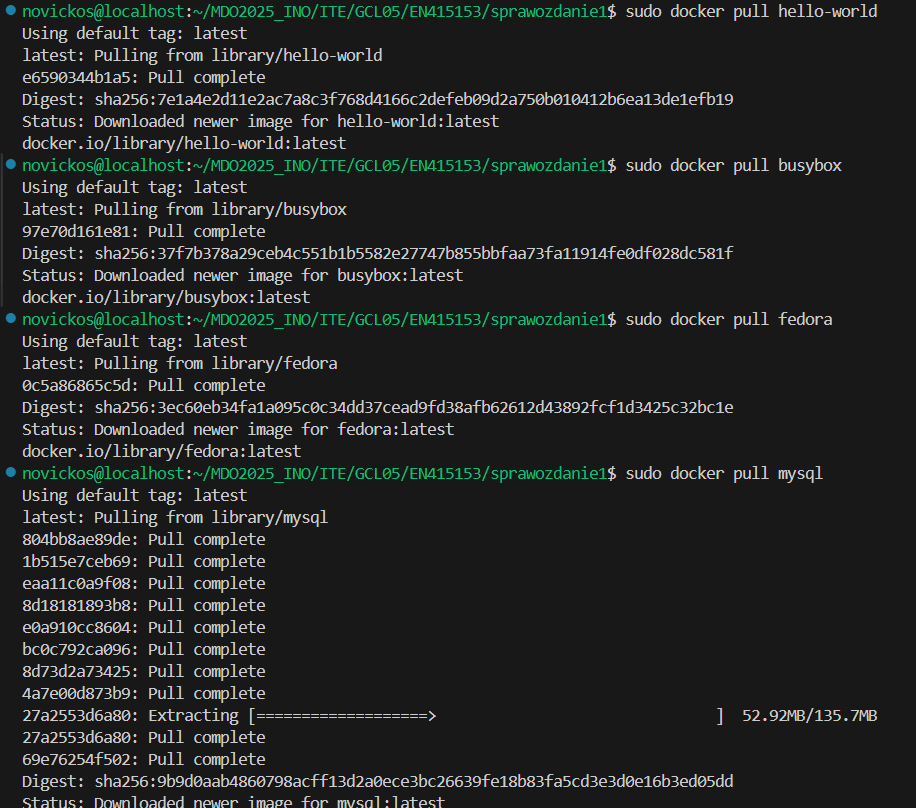 novickos@localhost:~/MDO2025_INO/ITE/GCL05/EN415153/sprawozdanie1$ sudo docker pull hello-world
Using default tag: latest
latest: Pulling from library/hello-world
e6590344b1a5: Pull complete
Digest: sha256:7e1a4e2d11e2ac7a8c3f768d4166c2defeb09d2a750b010412b6ea13de1efb19
Status: Downloaded newer image for hello-world:latest
docker.io/library/hello-world:latest
novickos@localhost:~/MDO2025_INO/ITE/GCL05/EN415153/sprawozdanie1$ sudo docker pull busybox
Using default tag: latest
latest: Pulling from library/busybox
97e70d161e81: Pull complete
Digest: sha256:37f7b378a29ceb4c551b1b5582e27747b855bbfaa73fa11914fe0df028dc581f
Status: Downloaded newer image for busybox:latest
docker.io/library/busybox:latest
novickos@localhost:~/MDO2025_INO/ITE/GCL05/EN415153/sprawozdanie1$ sudo docker pull fedora
Using default tag: latest
latest: Pulling from library/fedora
0c5a86865c5d: Pull complete
Digest: sha256:3ec60eb34fa1a095c0c34dd37cead9fd38afb62612d43892fcf1d3425c32bc1e
Status: Downloaded newer image for fedora:latest
docker.io/library/fedora:latest
novickos@localhost:~/MDO2025_INO/ITE/GCL05/EN415153/sprawozdanie1$ sudo docker pull mysql
Using default tag: latest
latest: Pulling from library/mysql
804bb8ae89de: Pull complete
1b515e7ceb69: Pull complete
eaa11c0a9f08: Pull complete
8d18181893b8: Pull complete
e0a910cc8604: Pull complete
bc0c792ca096: Pull complete
8d73d2a73425: Pull complete
4a7e00d873b9: Pull complete
27a2553d6a80: Extracting [===================>                               ]  52.92MB/135.7MB
27a2553d6a80: Pull complete
69e76254f502: Pull complete
Digest: sha256:9b9d0aab4860798acff13d2a0ece3bc26639fe18b83fa5cd3e3d0e16b3ed05dd
Status: Downloaded newer image for mysql:latest